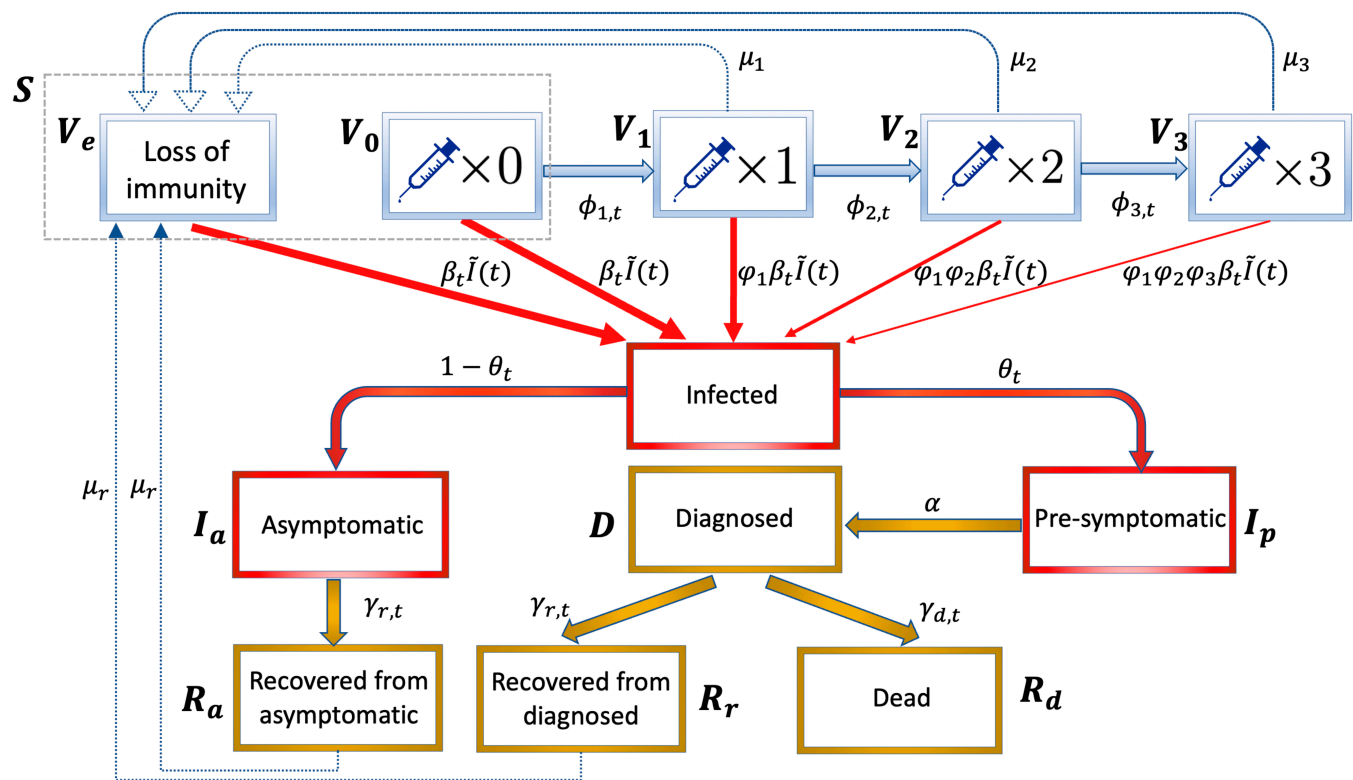 μ₁
μ₂
μ₃
S
Vₑ
Loss of
immunity
V₀
×0
V₁
×1
V₂
×2
V₃
×3
ϕ₁,ₜ
ϕ₂,ₜ
ϕ₃,ₜ
βₜĨ(t)
βₜĨ(t)
φ₁βₜĨ(t)
φ₁φ₂βₜĨ(t)
φ₁φ₂φ₃βₜĨ(t)
1 − θₜ
Infected
θₜ
μᵣ
μᵣ
Iₐ
Asymptomatic
D
Diagnosed
α
Pre-symptomatic
Iₚ
γᵣ,ₜ
γᵣ,ₜ
γ_d,ₜ
Rₐ
Recovered from
asymptomatic
Recovered from
diagnosed
Rᵣ
Dead
R_d